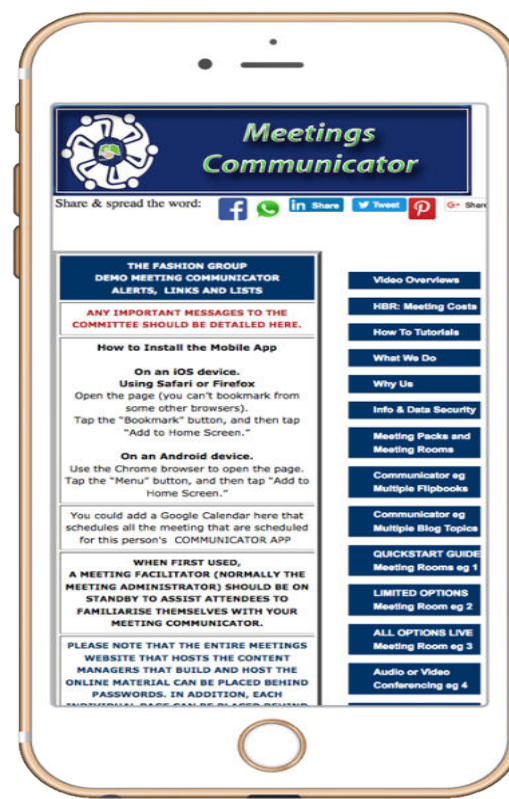 Meetings
Communicator
Share & spread the word:
in Share
Tweet
G+ Share
THE FASHION GROUP
DEMO MEETING COMMUNICATOR
ALERTS, LINKS AND LISTS
ANY IMPORTANT MESSAGES TO THE
COMMITTEE SHOULD BE DETAILED HERE.
How to Install the Mobile App
On an iOS device.
Using Safari or Firefox
Open the page (you can't bookmark from
some other browsers).
Tap the "Bookmark" button, and then tap
"Add to Home Screen."
On an Android device.
Use the Chrome browser to open the page.
Tap the "Menu" button, and then tap "Add to
Home Screen."
You could add a Google Calendar here that
schedules all the meeting that are scheduled
for this person's COMMUNICATOR APP
WHEN FIRST USED,
A MEETING FACILITATOR (NORMALLY THE
MEETING ADMINISTRATOR) SHOULD BE ON
STANDBY TO ASSIST ATTENDEES TO
FAMILIARISE THEMSELVES WITH YOUR
MEETING COMMUNICATOR.
PLEASE NOTE THAT THE ENTIRE MEETINGS
WEBSITE THAT HOSTS THE CONTENT
MANAGERS THAT BUILD AND HOST THE
ONLINE MATERIAL CAN BE PLACED BEHIND
PASSWORDS. IN ADDITION, EACH
INDIVIDUAL PAGE CAN BE PLACED BEHIND
Video Overviews
HBR: Meeting Costs
How To Tutorials
What We Do
Why Us
Info & Data Security
Meeting Packs and
Meeting Rooms
Communicator eg
Multiple Flipbooks
Communicator eg
Multiple Blog Topics
QUICKSTART GUIDE
Meeting Rooms eg 1
LIMITED OPTIONS
Meeting Room eg 2
ALL OPTIONS LIVE
Meeting Room eg 3
Audio or Video
Conferencing eg 4